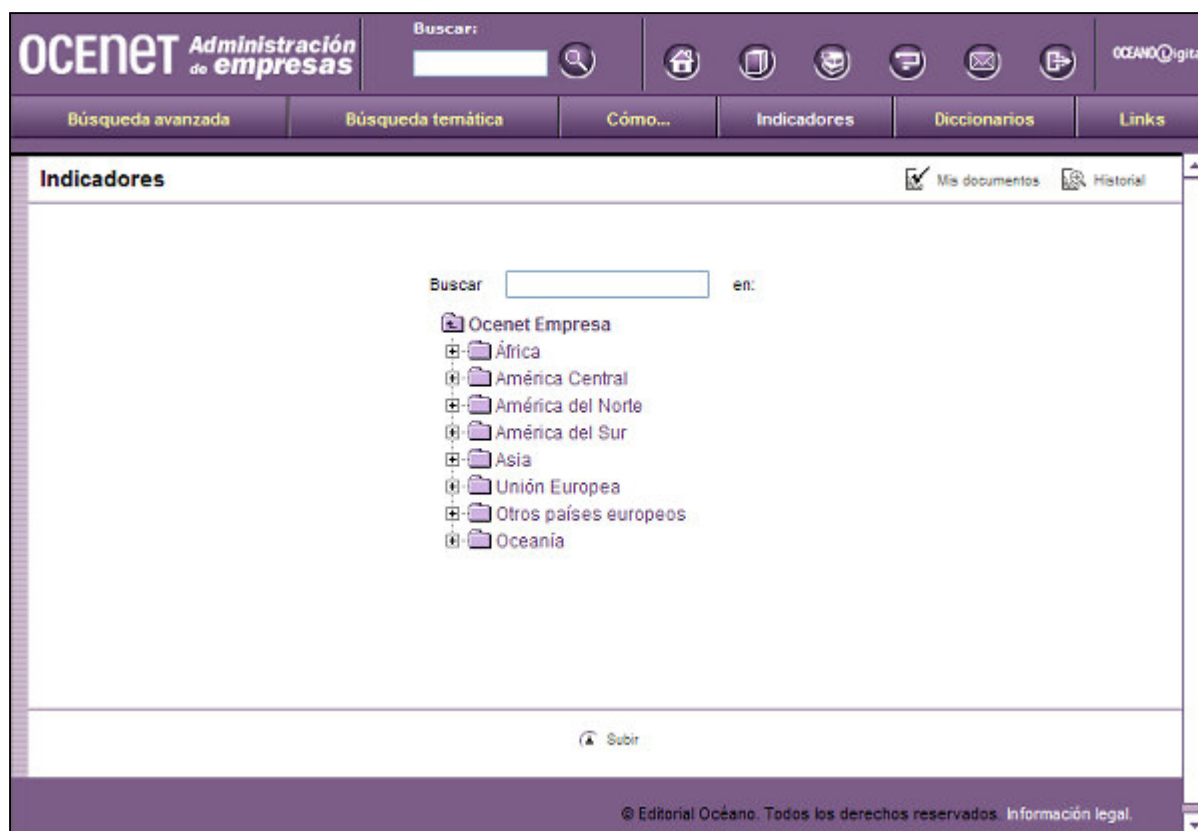 OCENET Administración de empresas
Buscar:
OCEANO Digita
Búsqueda avanzada
Búsqueda temática
Cómo...
Indicadores
Diccionarios
Links
Indicadores
Mis documentos
Historial
Buscar
en:
Ocenet Empresa
África
América Central
América del Norte
América del Sur
Asia
Unión Europea
Otros países europeos
Oceanía
Subir
© Editorial Océano. Todos los derechos reservados. Información legal.